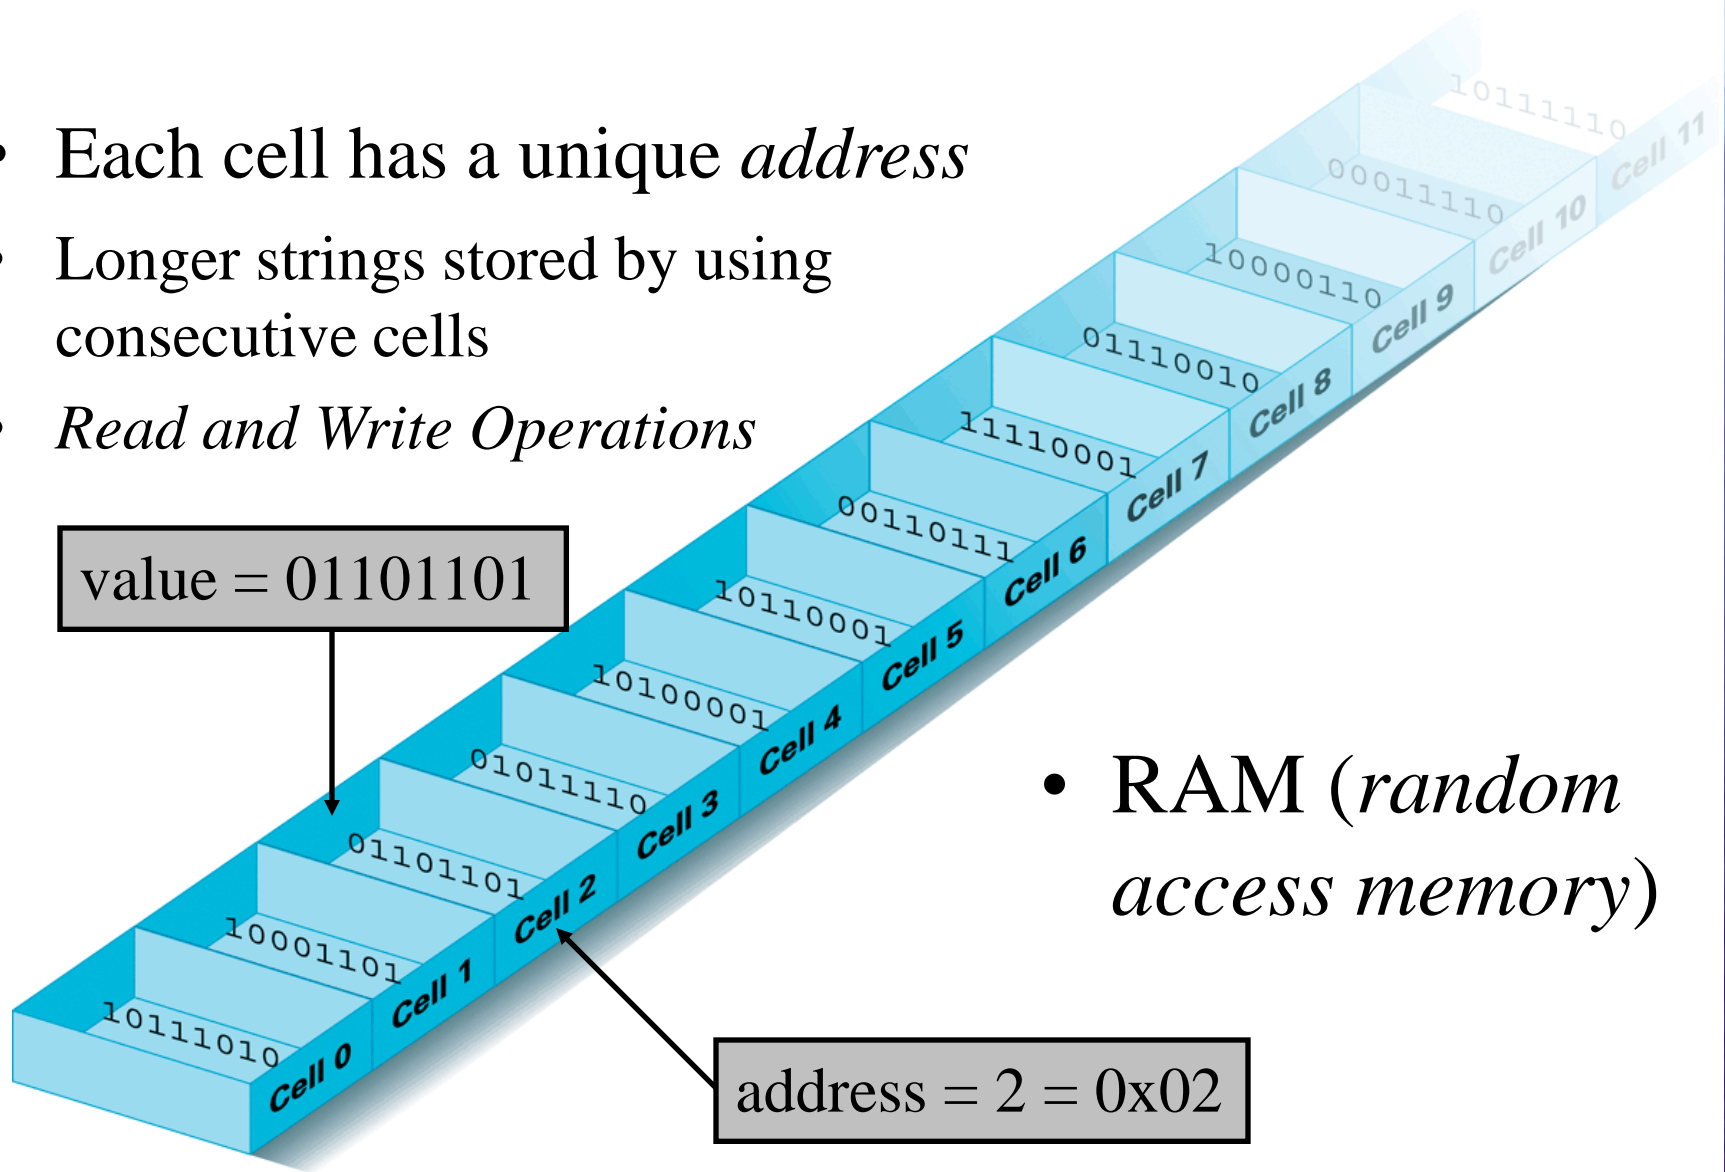 • Each cell has a unique address
• Longer strings stored by using
consecutive cells
• Read and Write Operations
value = 01101101
10111110
Cell 11
00011110
Cell 10
10000110
Cell 9
01110010
Cell 8
11110001
Cell 7
00110111
Cell 6
10110001
Cell 5
10100001
Cell 4
01011110
Cell 3
01101101
Cell 2
10001101
Cell 1
10111010
Cell 0
• RAM (random
access memory)
address = 2 = 0x02